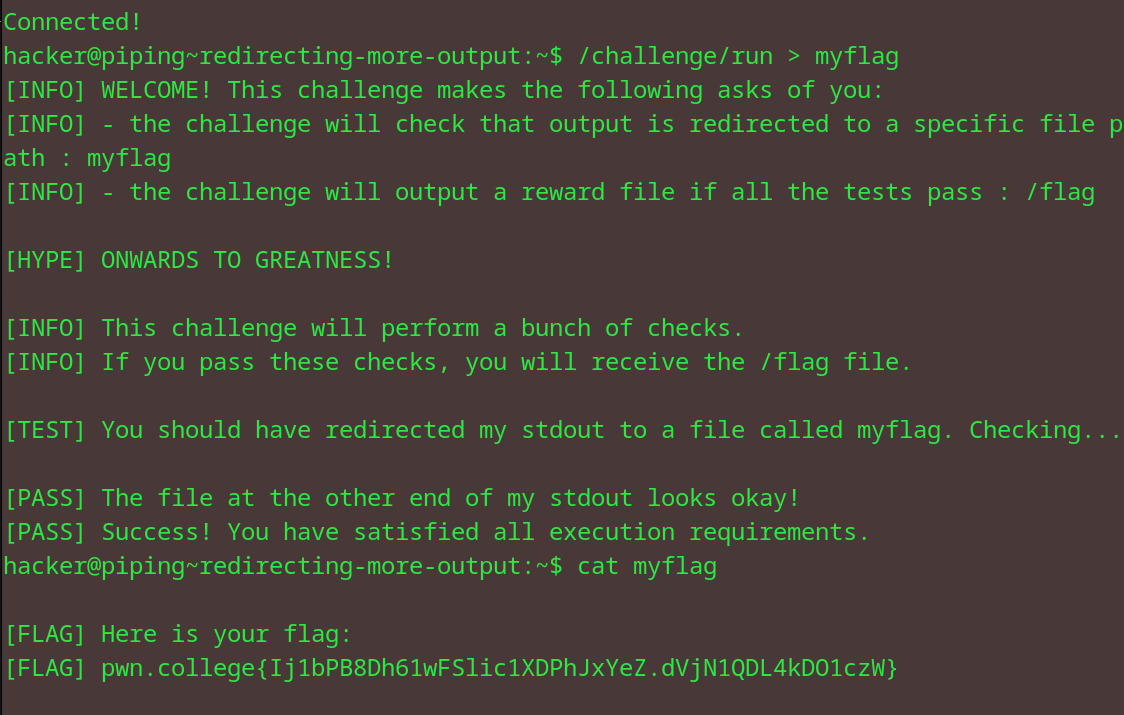 Connected!
hacker@piping~redirecting-more-output:~$ /challenge/run > myflag
[INFO] WELCOME! This challenge makes the following asks of you:
[INFO] - the challenge will check that output is redirected to a specific file p
ath : myflag
[INFO] - the challenge will output a reward file if all the tests pass : /flag
[HYPE] ONWARDS TO GREATNESS!
[INFO] This challenge will perform a bunch of checks.
[INFO] If you pass these checks, you will receive the /flag file.
[TEST] You should have redirected my stdout to a file called myflag. Checking...
[PASS] The file at the other end of my stdout looks okay!
[PASS] Success! You have satisfied all execution requirements.
hacker@piping~redirecting-more-output:~$ cat myflag
[FLAG] Here is your flag:
[FLAG] pwn.college{Ij1bPB8Dh61wFSlic1XDPhJxYeZ.dVjN1QDL4kDO1czW}